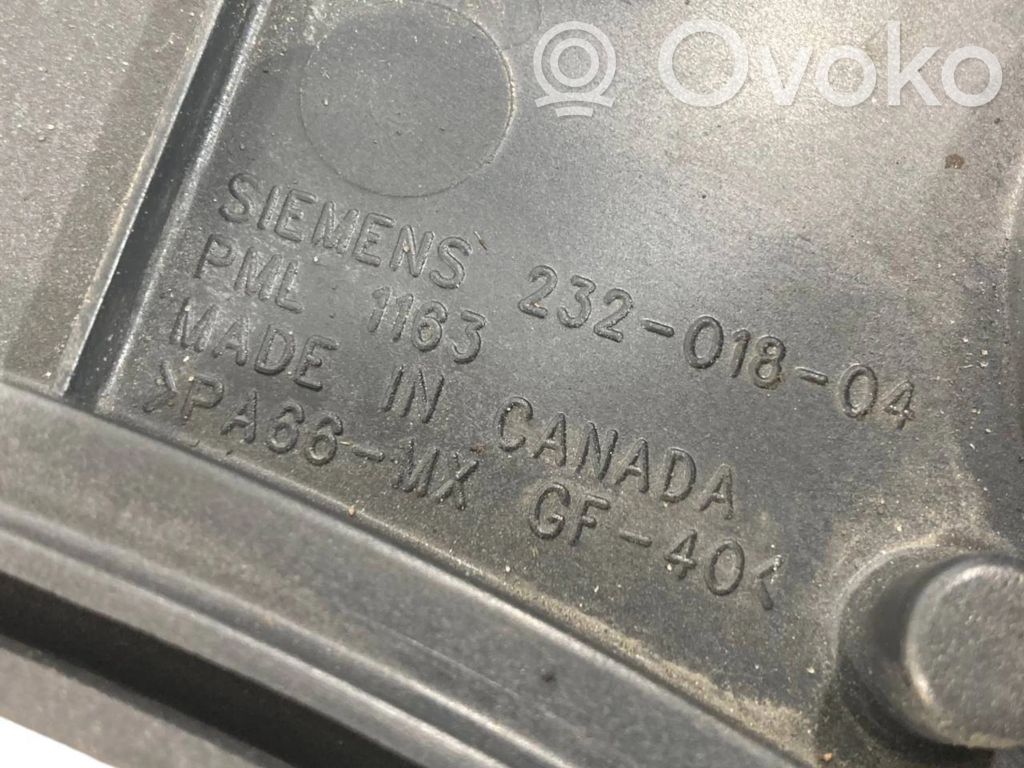 Ovoko
SIEMENS 232-018-04
PML 1163
MADE IN CANADA
>PA66-MX GF-40<